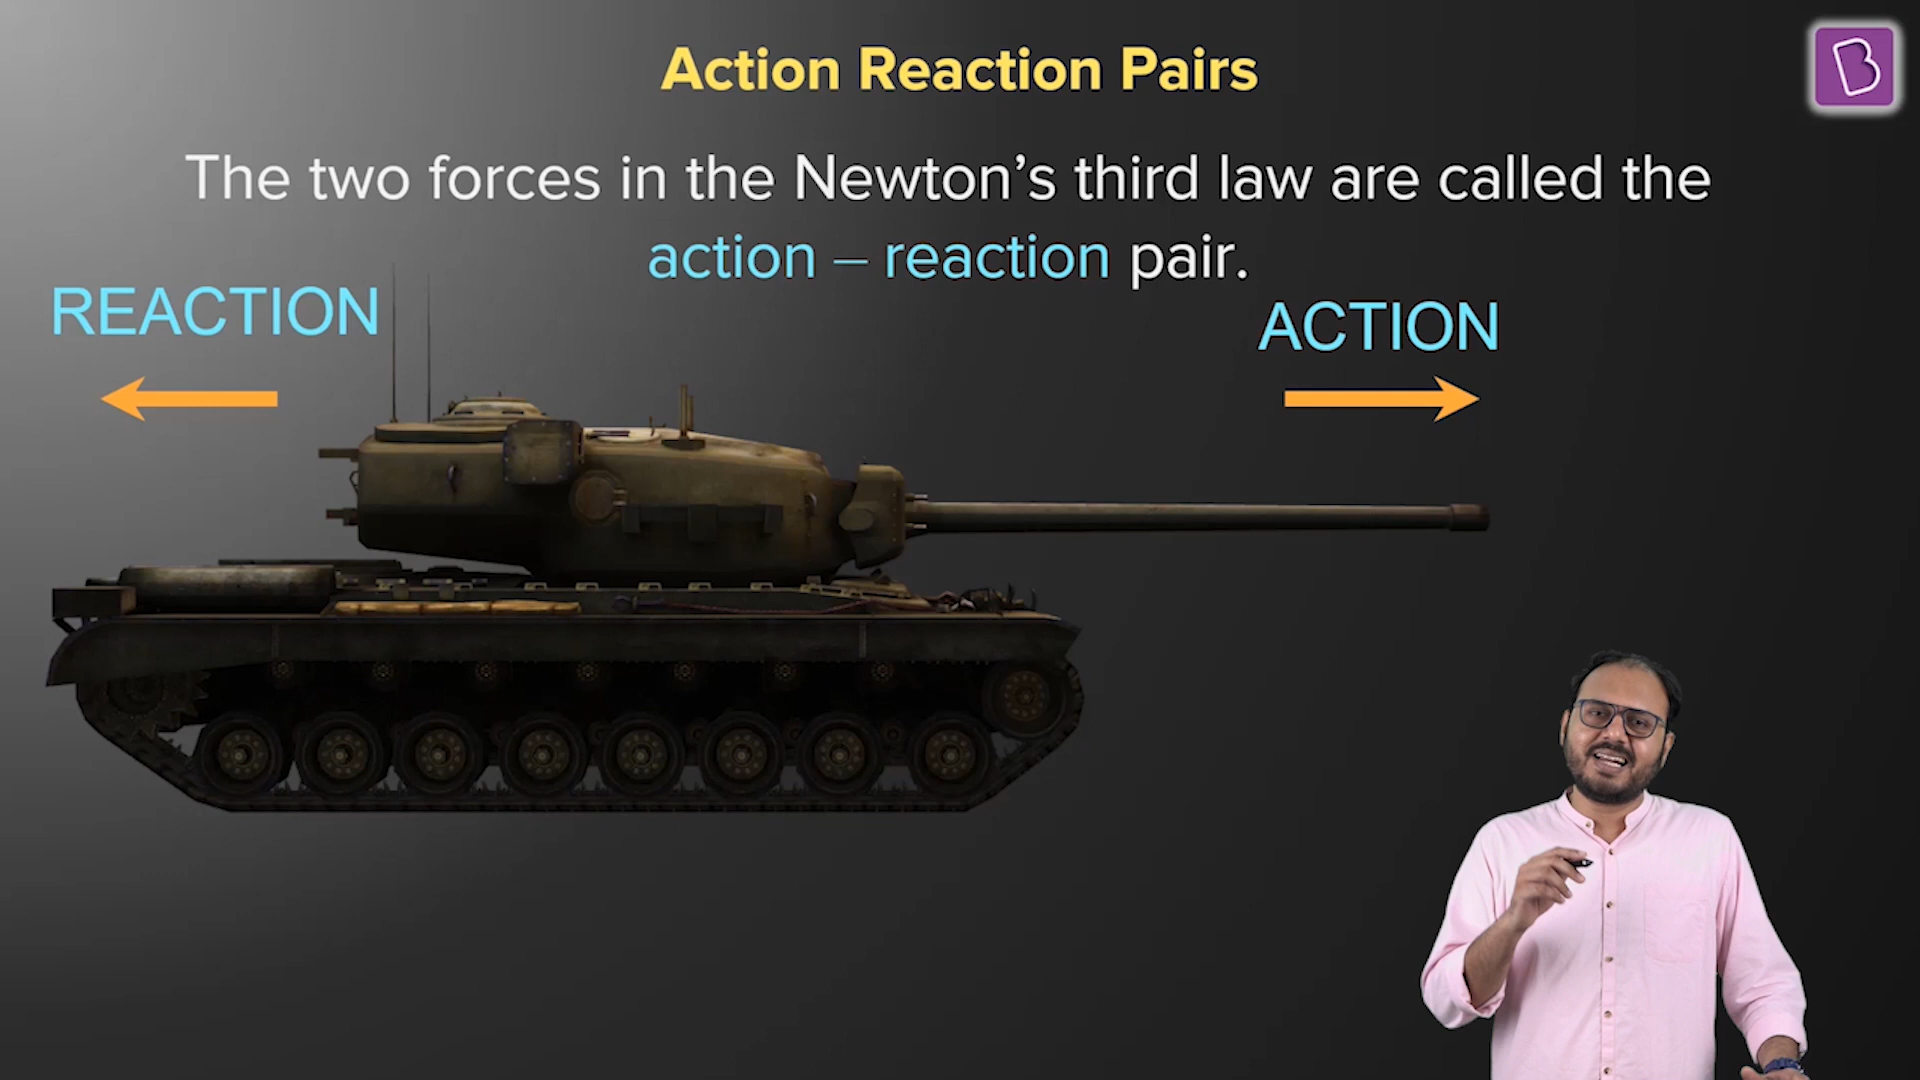 Action Reaction Pairs
The two forces in the Newton's third law are called the
action – reaction pair.
REACTION
ACTION
B